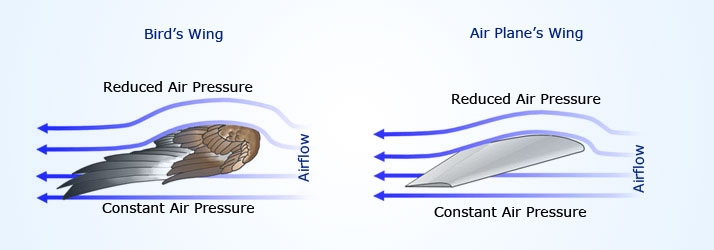 Bird's Wing
Reduced Air Pressure
Airflow
Constant Air Pressure
Air Plane's Wing
Reduced Air Pressure
Airflow
Constant Air Pressure